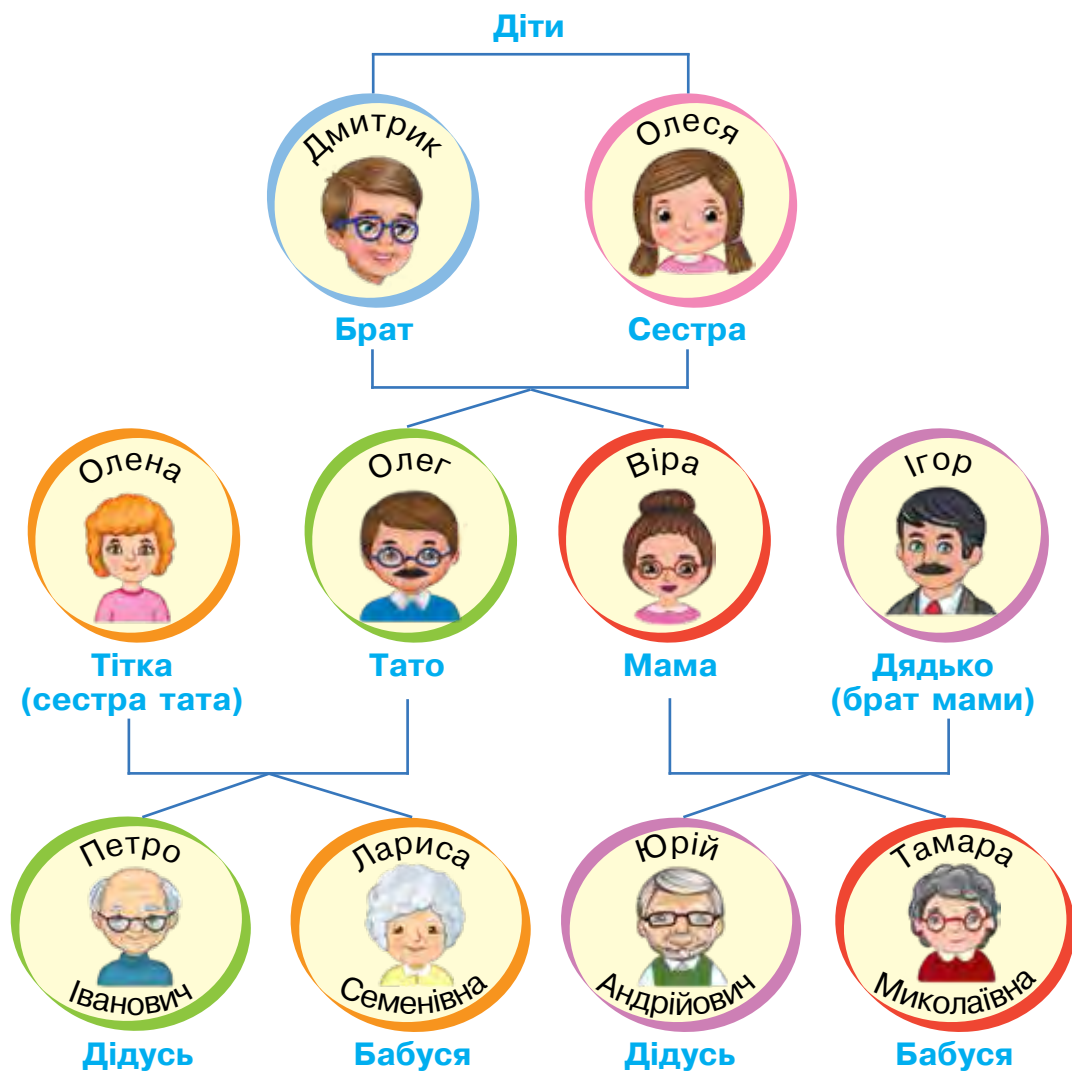 Діти
Дмитрик
Олеся
Брат
Сестра
Олена
Олег
Віра
Ігор
Тітка
(сестра тата)
Тато
Мама
Дядько
(брат мами)
Петро
Іванович
Лариса
Семенівна
Юрій
Андрійович
Тамара
Миколаївна
Дідусь
Бабуся
Дідусь
Бабуся